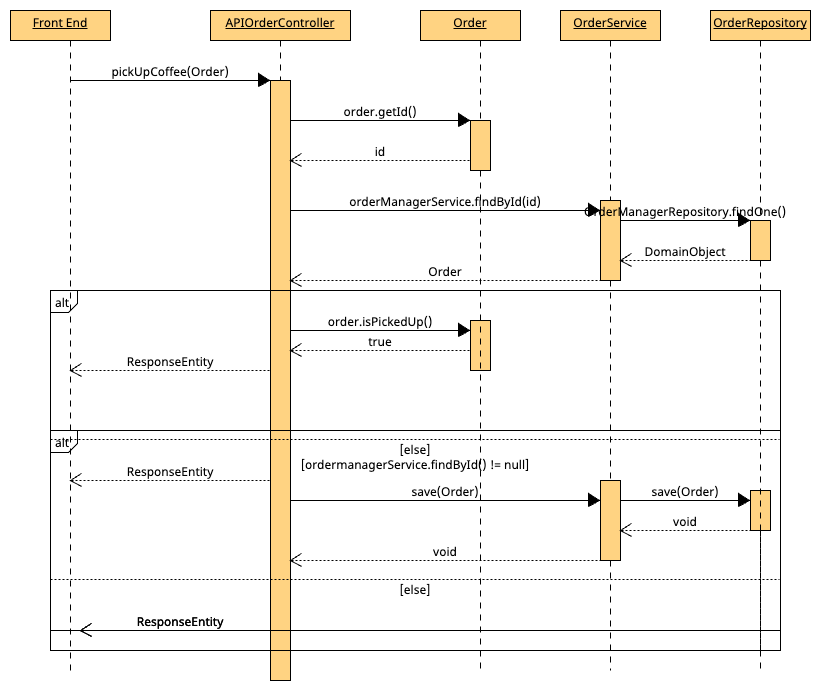 Front End
APIOrderController
Order
OrderService
OrderRepository
pickUpCoffee(Order)
order.getId()
id
orderManagerService.findById(id)
OrderManagerRepository.findOne()
DomainObject
Order
alt
order.isPickedUp()
true
ResponseEntity
alt
[else]
[ordermanagerService.findById() != null]
ResponseEntity
save(Order)
save(Order)
void
void
[else]
ResponseEntity